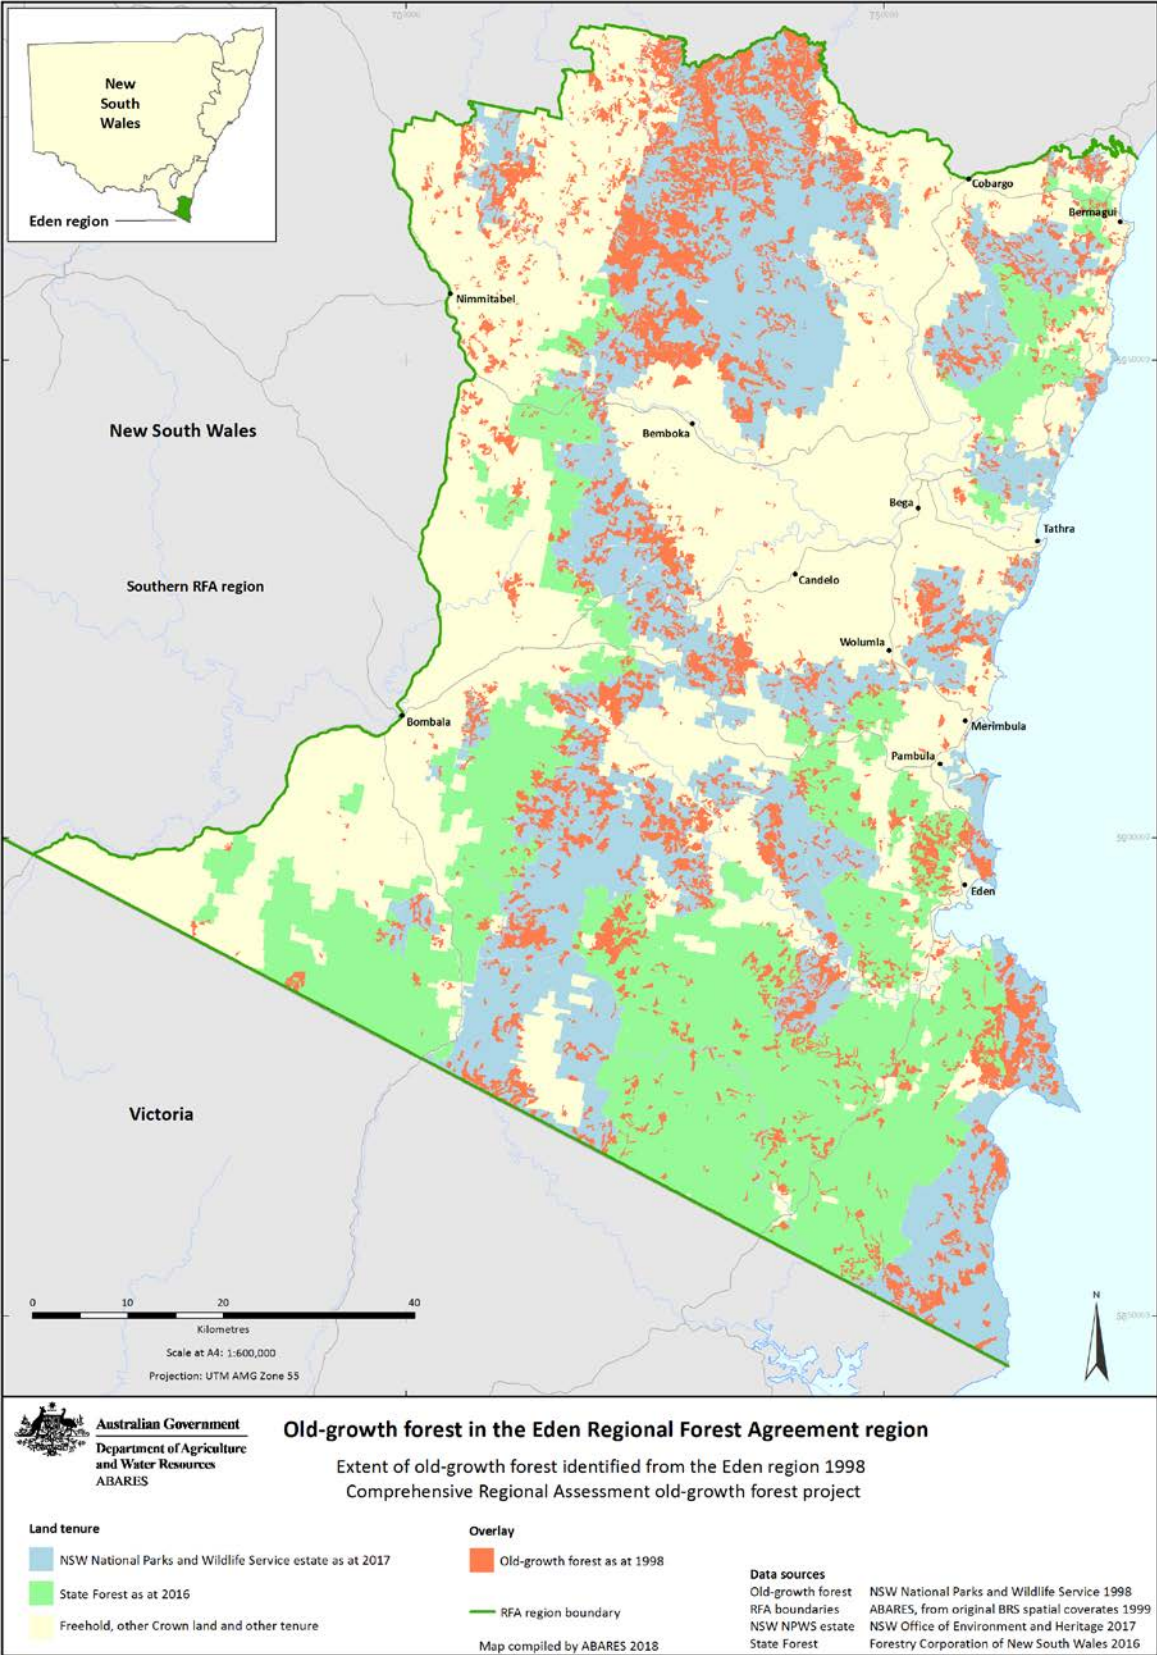 New
South
Wales
Eden region
Cobargo
Bermagui
Nimmitabel
New South Wales
Bemboka
Bega
Tathra
Southern RFA region
Candelo
Wolumla
Bombala
Merimbula
Pambula
Eden
Victoria
0 10 20 40
Kilometres
Scale at A4: 1:600,000
Projection: UTM AMG Zone 55
N
Australian Government
Department of Agriculture
and Water Resources
ABARES
Old-growth forest in the Eden Regional Forest Agreement region
Extent of old-growth forest identified from the Eden region 1998
Comprehensive Regional Assessment old-growth forest project
Land tenure
NSW National Parks and Wildlife Service estate as at 2017
State Forest as at 2016
Freehold, other Crown land and other tenure
Overlay
Old-growth forest as at 1998
RFA region boundary
Map compiled by ABARES 2018
Data sources
Old-growth forest NSW National Parks and Wildlife Service 1998
RFA boundaries ABARES, from original BRS spatial coverates 1999
NSW NPWS estate NSW Office of Environment and Heritage 2017
State Forest Forestry Corporation of New South Wales 2016